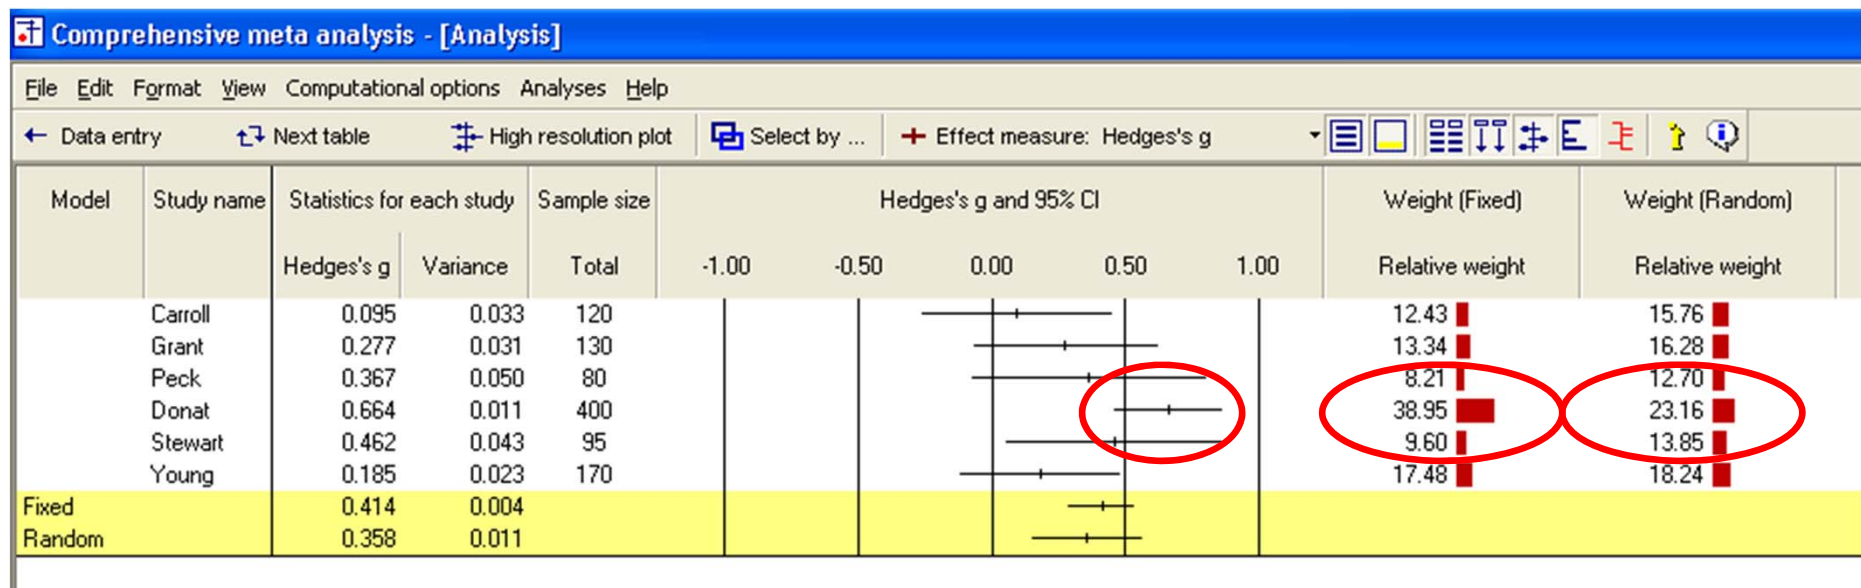 Comprehensive meta analysis - [Analysis]
File Edit Format View Computational options Analyses Help
Data entry Next table High resolution plot Select by ... Effect measure: Hedges's g
Model Study name Statistics for each study Sample size Hedges's g and 95% CI Weight (Fixed) Weight (Random)
Hedges's g Variance Total -1.00 -0.50 0.00 0.50 1.00 Relative weight Relative weight
Carroll 0.095 0.033 120 12.43 15.76
Grant 0.277 0.031 130 13.34 16.28
Peck 0.367 0.050 80 8.21 12.70
Donat 0.664 0.011 400 38.95 23.16
Stewart 0.462 0.043 95 9.60 13.85
Young 0.185 0.023 170 17.48 18.24
Fixed 0.414 0.004
Random 0.358 0.011